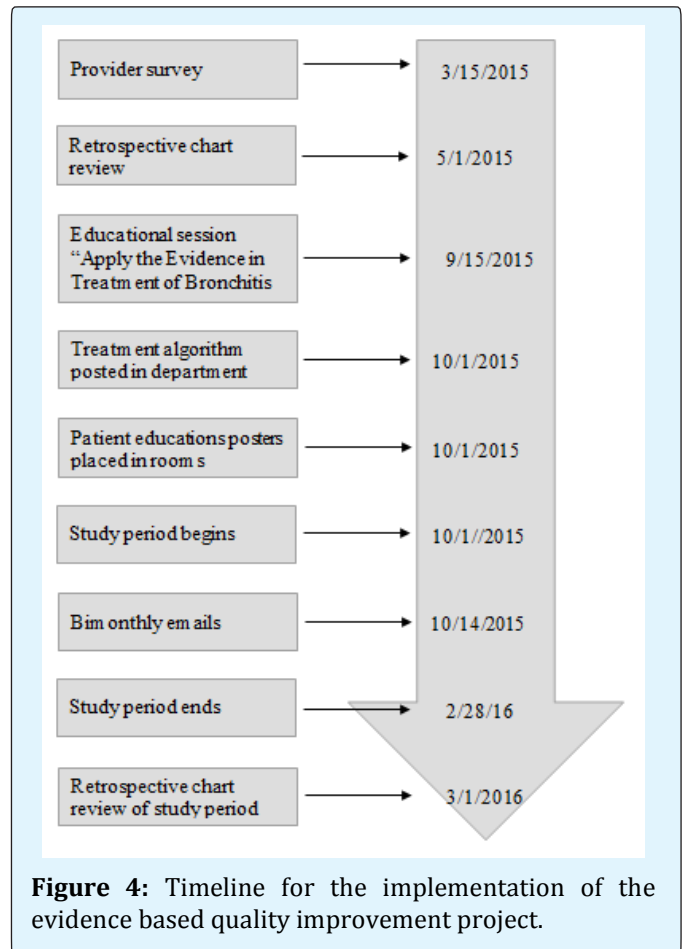 Provider survey
3/15/2015
Retrospective chart
review
5/1/2015
Educational session
“Apply the Evidence in
Treatment of Bronchitis
9/15/2015
Treatment algorithm
posted in department
10/1/2015
Patient educations posters
placed in rooms
10/1/2015
Study period begins
10/1//2015
Bimonthly emails
10/14/2015
Study period ends
2/28/16
Retrospective chart
review of study period
3/1/2016
Figure 4: Timeline for the implementation of the
evidence based quality improvement project.